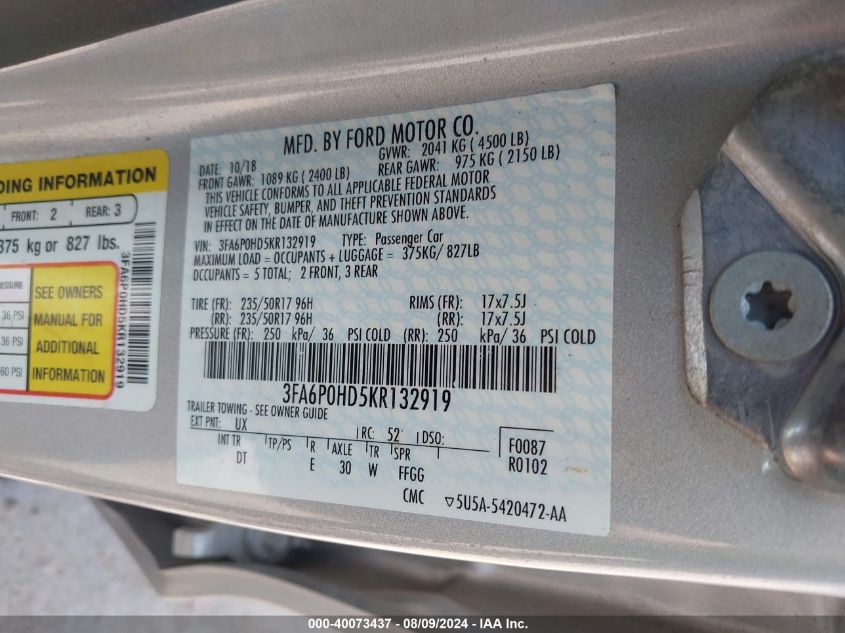 DING INFORMATION
FRONT: 2 REAR: 3
375 kg or 827 lbs.
ESSURE
36 PSI
36 PSI
60 PSI
SEE OWNERS
MANUAL FOR
ADDITIONAL
INFORMATION
3FA6P0HD5KR132919
MFD. BY FORD MOTOR CO.
DATE: 10/18 GVWR: 2041 KG ( 4500 LB)
FRONT GAWR: 1089 KG ( 2400 LB) REAR GAWR: 975 KG ( 2150 LB)
THIS VEHICLE CONFORMS TO ALL APPLICABLE FEDERAL MOTOR
VEHICLE SAFETY, BUMPER, AND THEFT PREVENTION STANDARDS
IN EFFECT ON THE DATE OF MANUFACTURE SHOWN ABOVE.
VIN: 3FA6P0HD5KR132919 TYPE: Passenger Car
MAXIMUM LOAD = OCCUPANTS + LUGGAGE = 375KG/ 827LB
OCCUPANTS = 5 TOTAL; 2 FRONT, 3 REAR
TIRE (FR): 235/50R17 96H RIMS (FR): 17x7.5J
(RR): 235/50R17 96H (RR): 17x7.5J
PRESSURE (FR): 250 kPa/ 36 PSI COLD (RR): 250 kPa/ 36 PSI COLD
3FA6P0HD5KR132919
TRAILER TOWING - SEE OWNER GUIDE
EXT PNT: UX RC: 52 DSO: F0087
INT TR TP/PS R AXLE TR SPR R0102
DT E 30 W FFGG
CMC ▽5U5A-5420472-AA
000-40073437 - 08/09/2024 - IAA Inc.